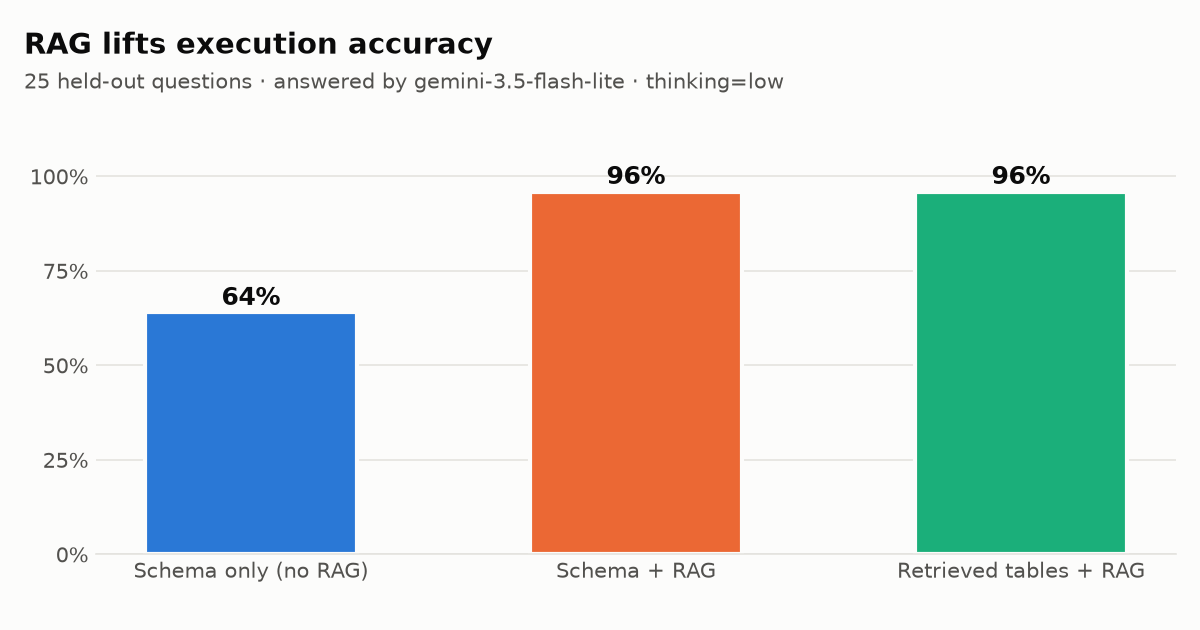 RAG lifts execution accuracy
25 held-out questions · answered by gemini-3.5-flash-lite · thinking=low
100%
75%
50%
25%
0%
64%
96%
96%
Schema only (no RAG)
Schema + RAG
Retrieved tables + RAG